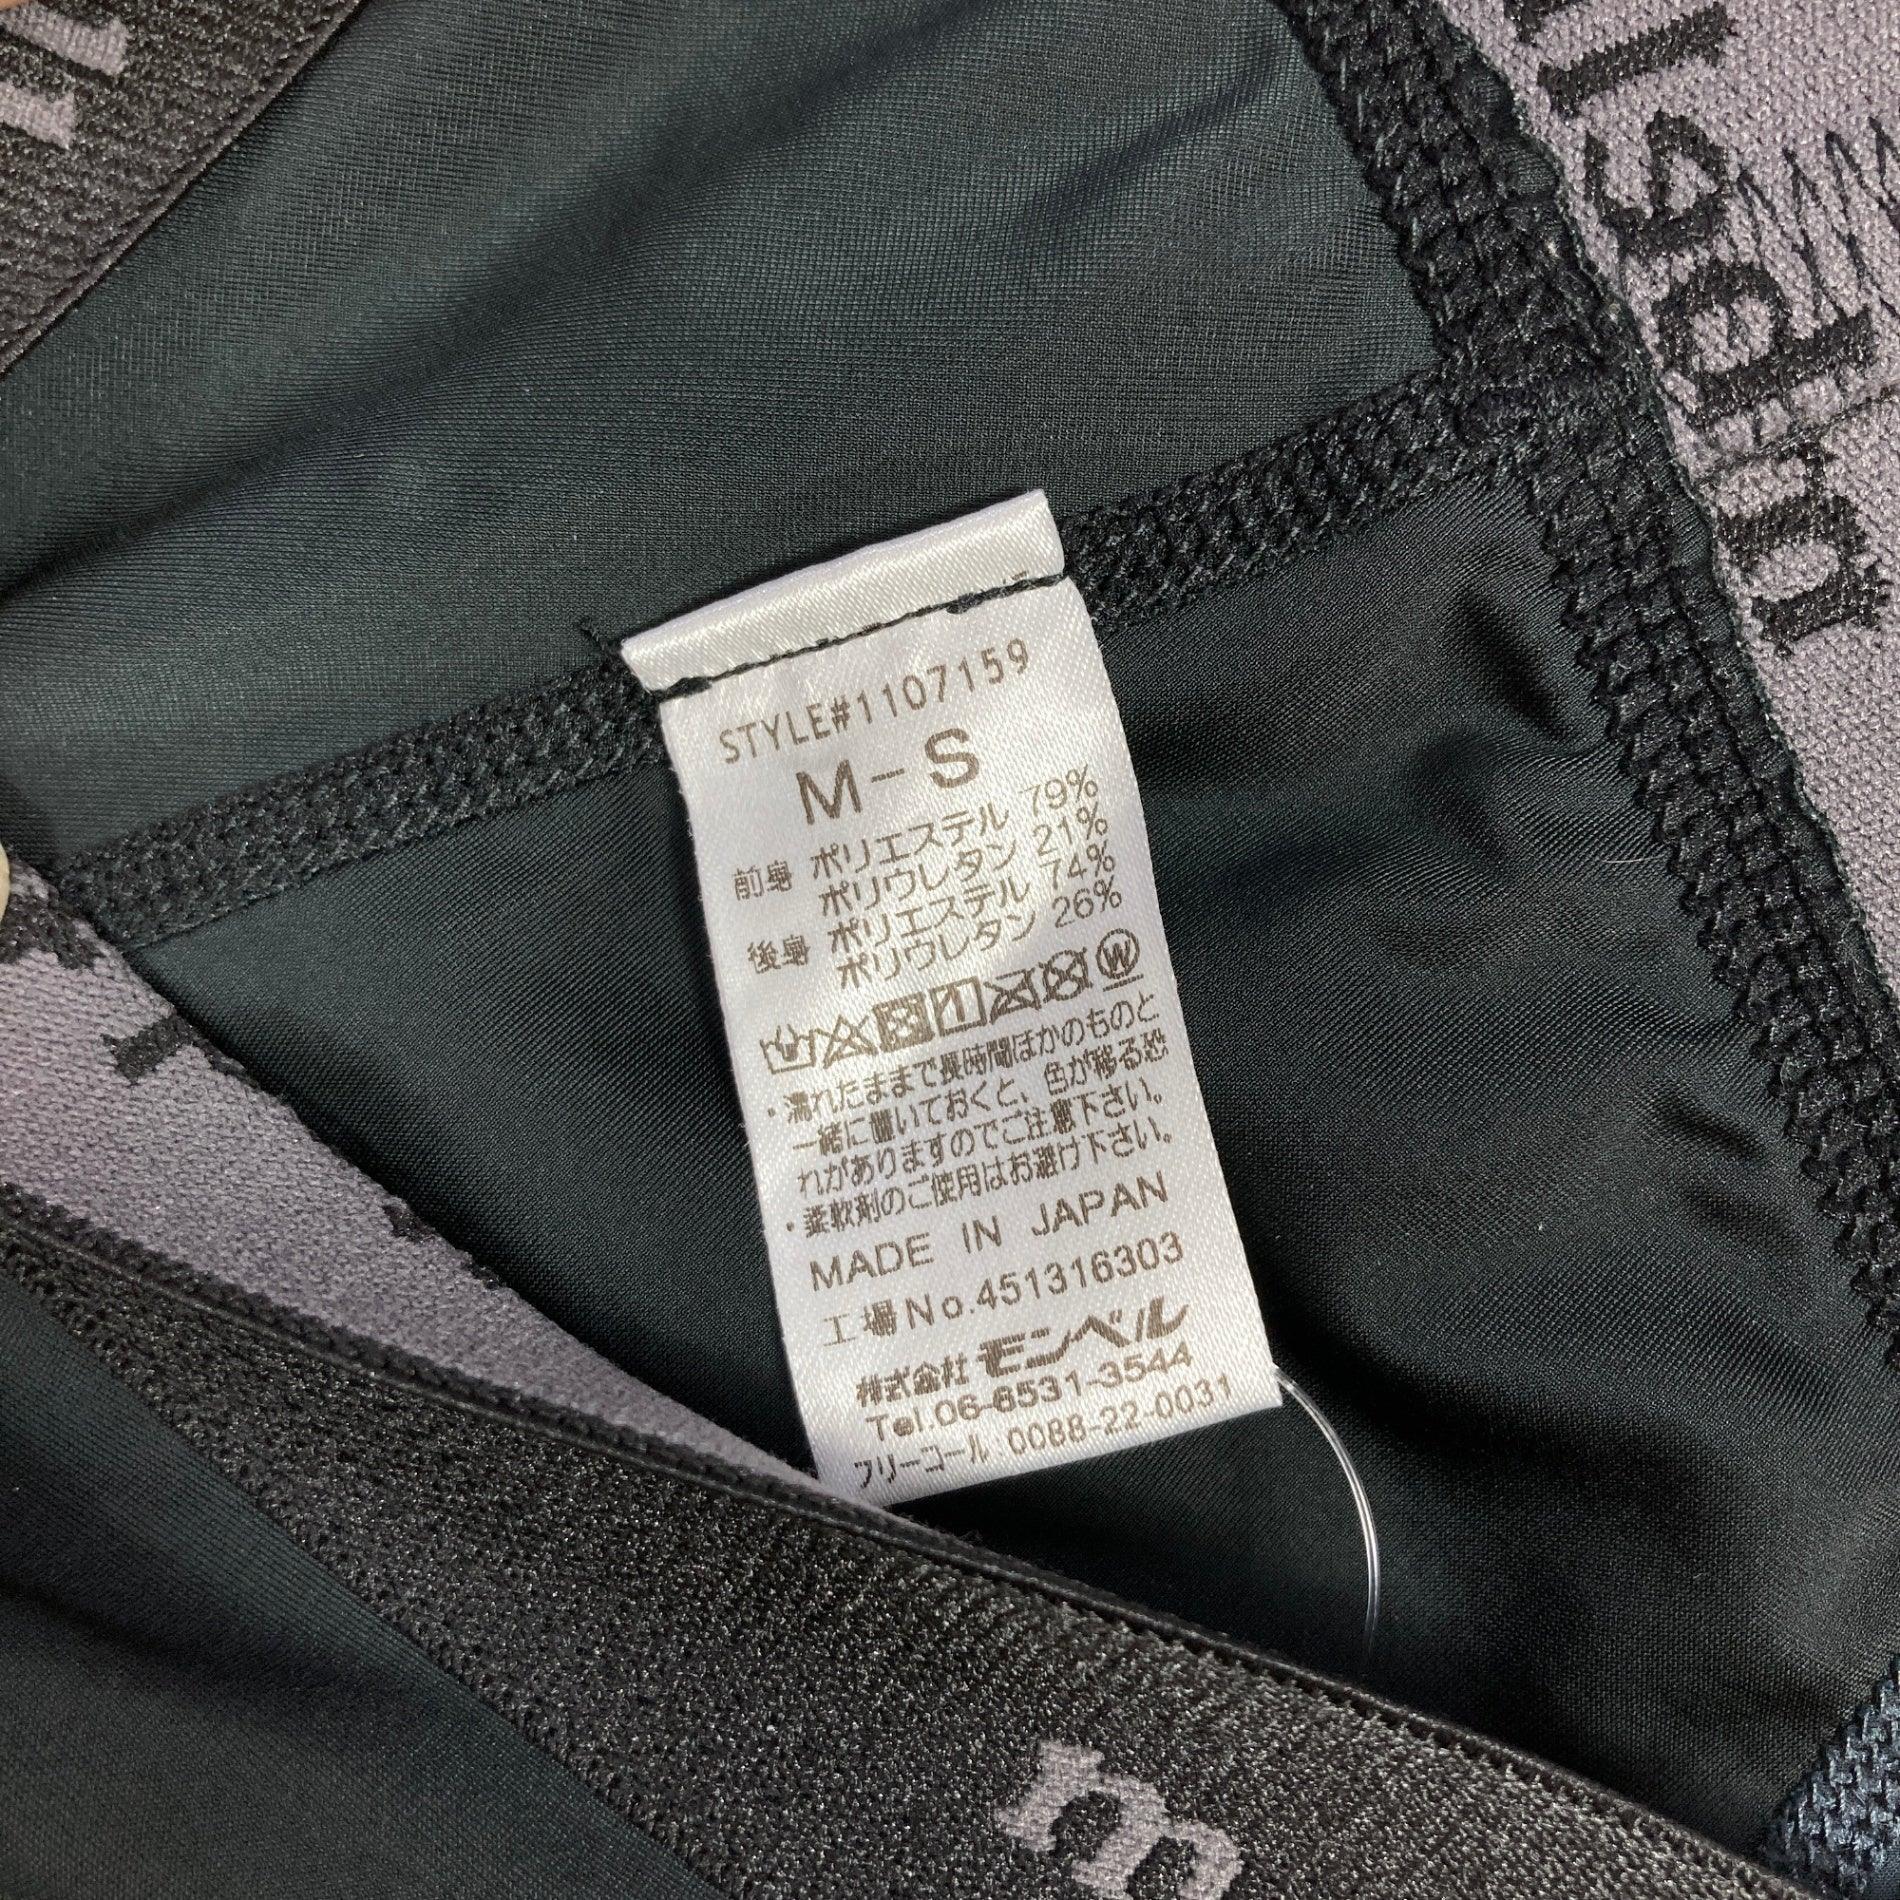 STYLE#1107159
M-S
前身 ポリエステル 79%
ポリウレタン 21%
後身 ポリエステル 74%
ポリウレタン 26%
W
・濡れたままで長時間ほかのものと
一緒に置いておくと、色が移る恐
れがありますのでご注意下さい。
・柔軟剤のご使用はお避け下さい。
MADE IN JAPAN
工場No.451316303
株式会社 モンベル
Tel.06-6531-3544
フリーコール 0088-22-0031